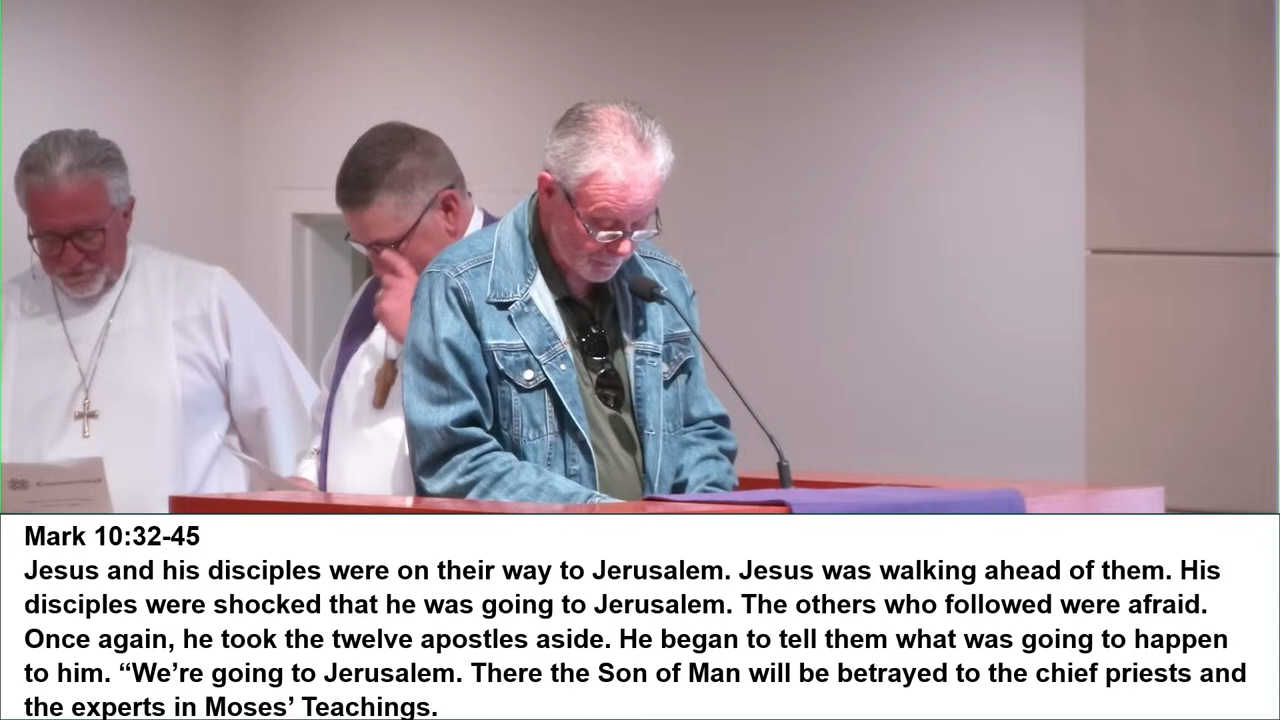 Mark 10:32-45
Jesus and his disciples were on their way to Jerusalem. Jesus was walking ahead of them. His
disciples were shocked that he was going to Jerusalem. The others who followed were afraid.
Once again, he took the twelve apostles aside. He began to tell them what was going to happen
to him. “We’re going to Jerusalem. There the Son of Man will be betrayed to the chief priests and
the experts in Moses’ Teachings.